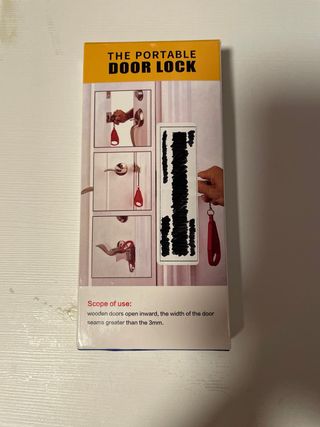 THE PORTABLE
DOOR LOCK
Scope of use:
wooden doors open inward, the width of the door
seams greater than the 3mm.